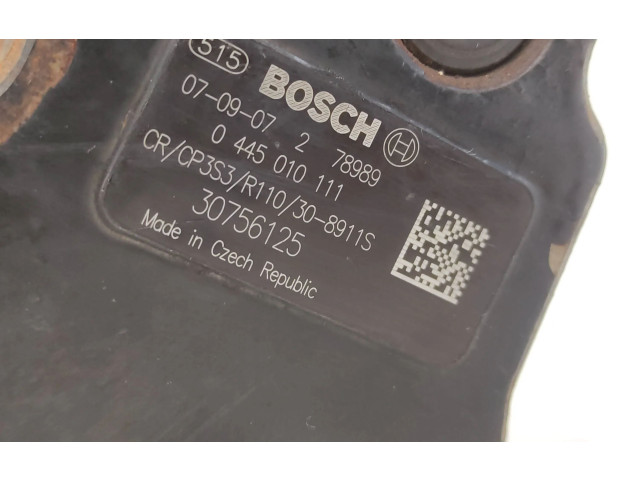 515 BOSCH
07-09-07 2 78989
0 445 010 111
CR/CP3S3/R110/30-8911S
30756125
Made in Czech Republic